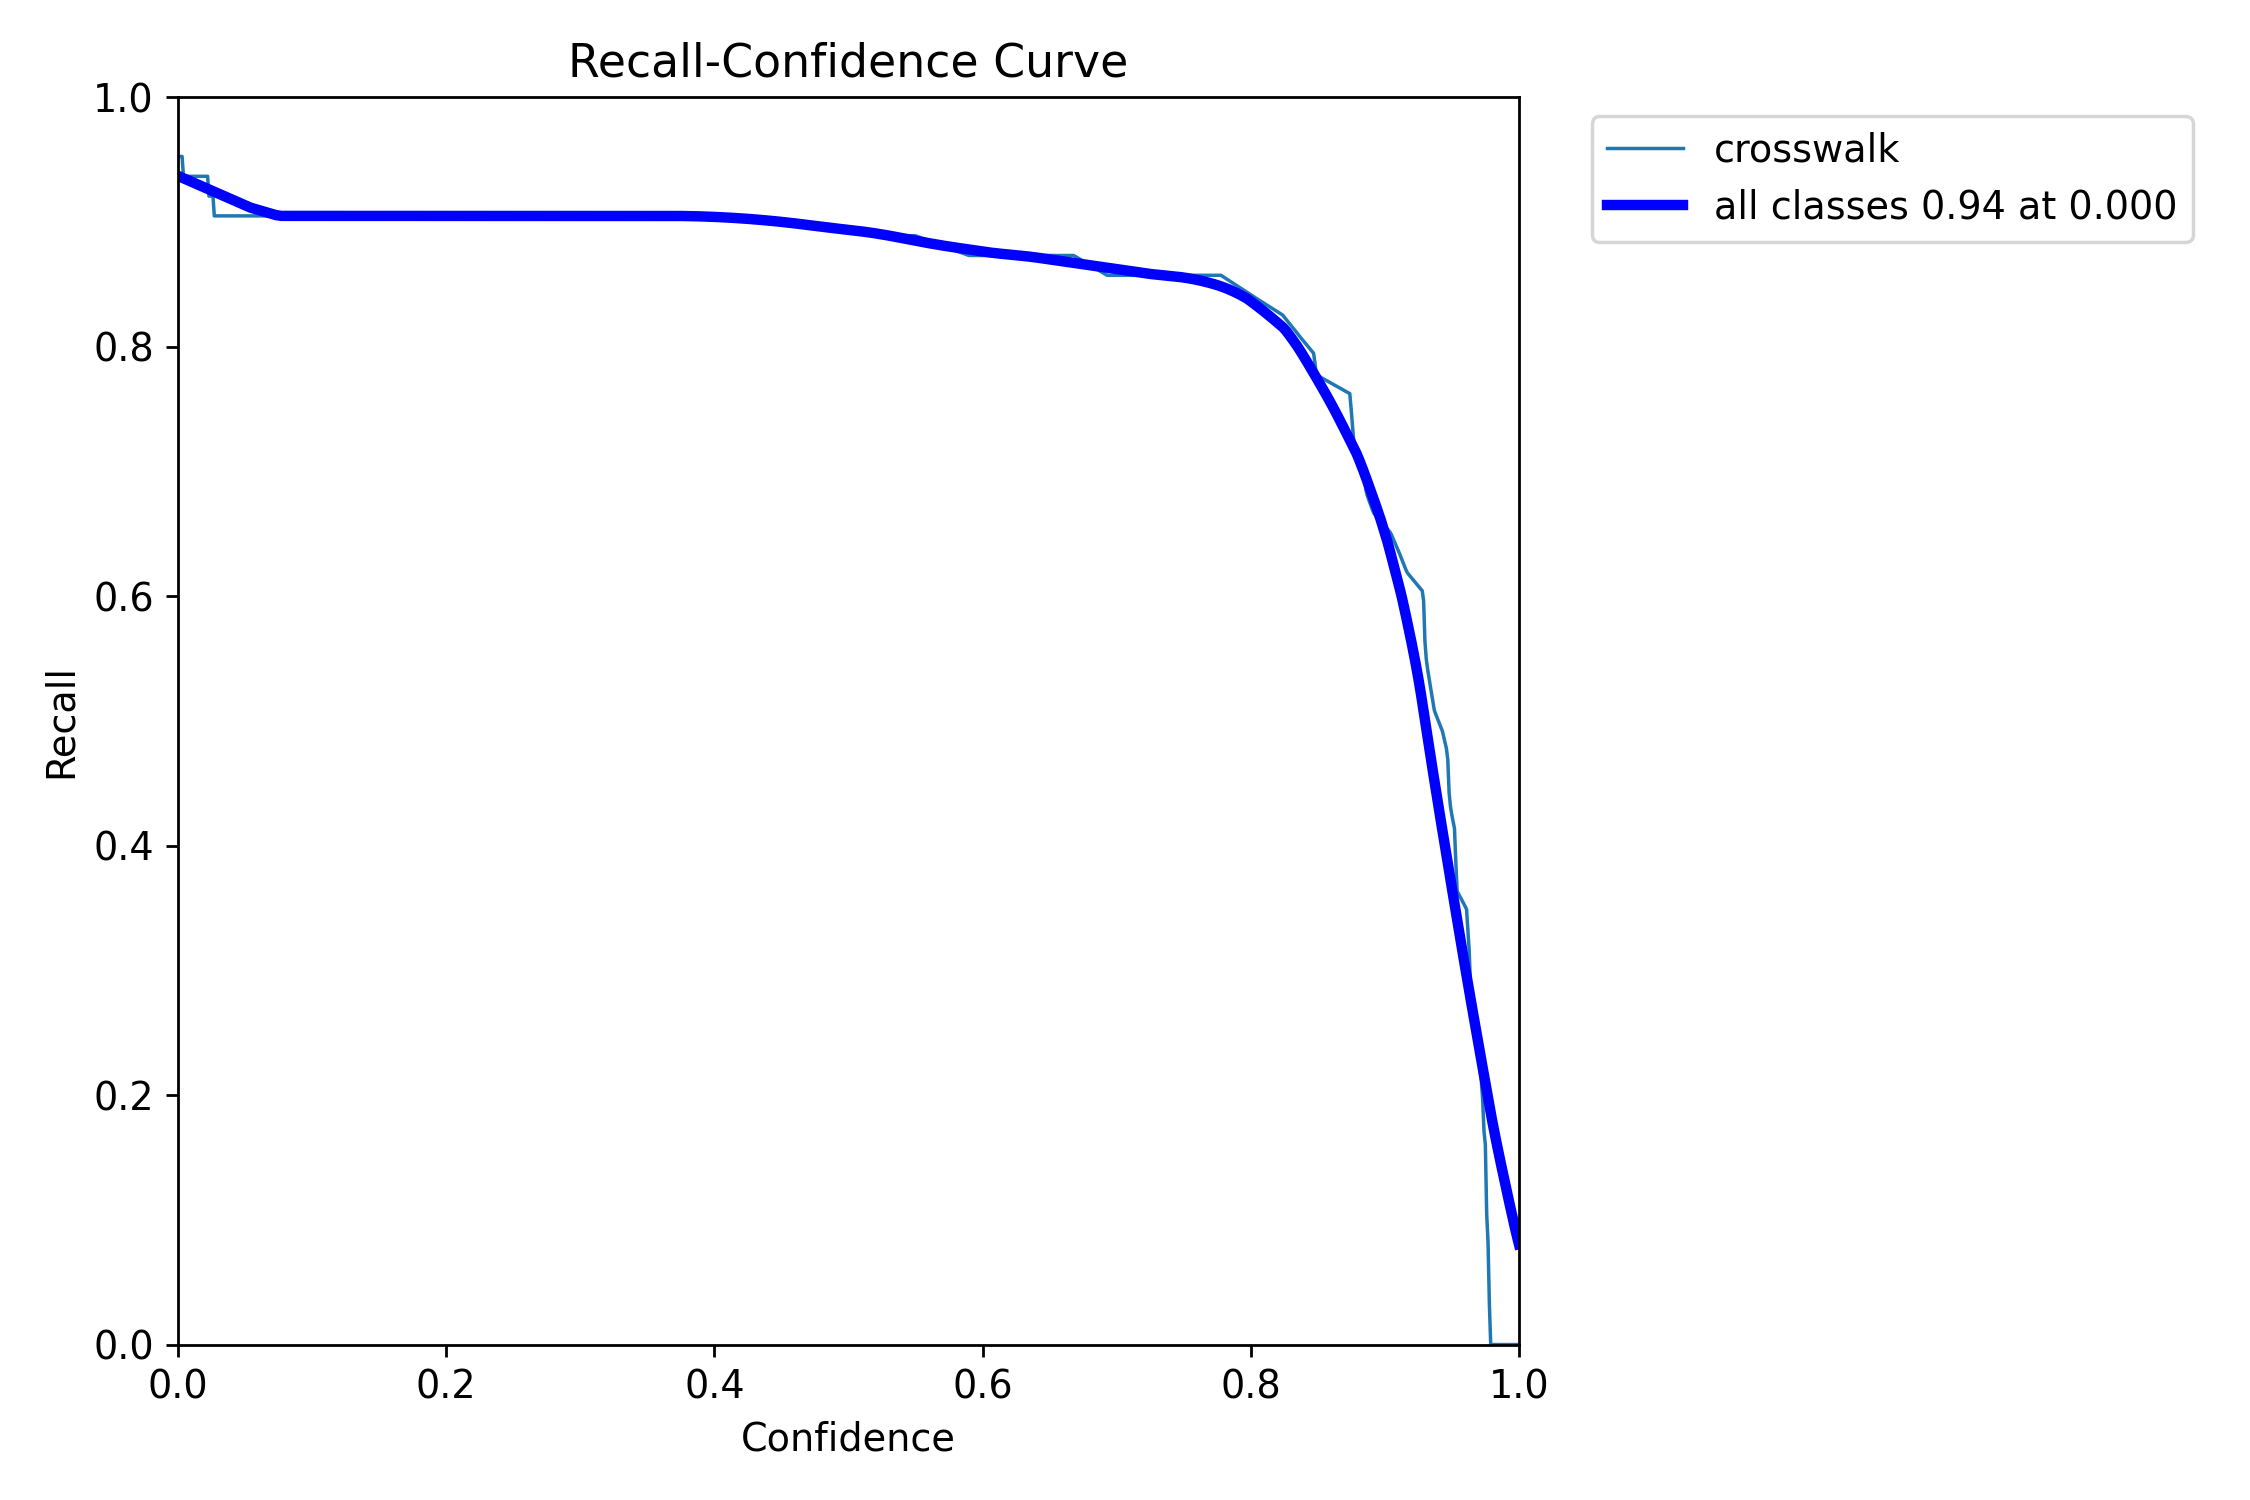 Recall-Confidence Curve
1.0
0.8
0.6
0.4
0.2
0.0
Recall
0.0 0.2 0.4 0.6 0.8 1.0
Confidence
crosswalk
all classes 0.94 at 0.000